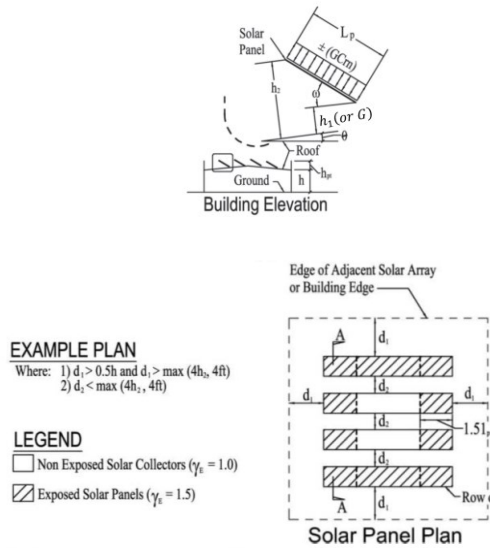 Solar
Panel
Lₚ
±(GCrn)
h₂
ω
h₁(or G)
θ
Roof
Ground
h
hₚₜ
Building Elevation
Edge of Adjacent Solar Array
or Building Edge
EXAMPLE PLAN
Where: 1) d₁> 0.5h and d₁> max (4h₂, 4ft)
2) d₂< max (4h₂, 4ft)
LEGEND
Non Exposed Solar Collectors (γE = 1.0)
Exposed Solar Panels (γE = 1.5)
A
d₁
d₂
d₁
d₁
d₂
1.51
d₂
A
d₁
Row
Solar Panel Plan